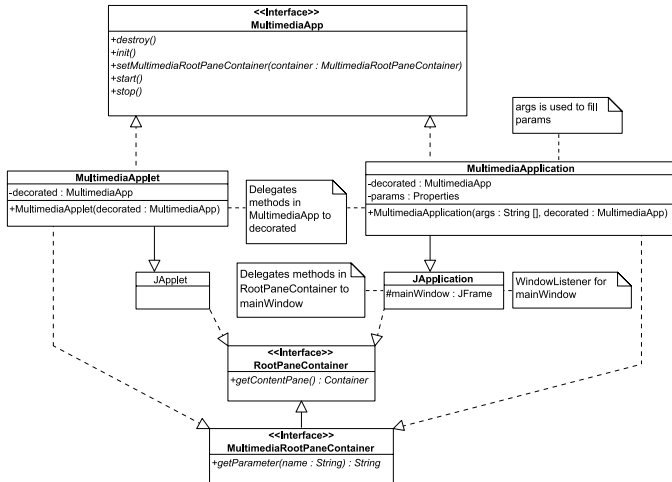 <<Interface>>
MultimediaApp
+destroy()
+init()
+setMultimediaRootPaneContainer(container : MultimediaRootPaneContainer)
+start()
+stop()
args is used to fill
params
MultimediaApplet
-decorated : MultimediaApp
+MultimediaApplet(decorated : MultimediaApp)
Delegates
methods in
MultimediaApp to
decorated
MultimediaApplication
-decorated : MultimediaApp
-params : Properties
+MultimediaApplication(args : String [], decorated : MultimediaApp)
JApplet
Delegates methods in
RootPaneContainer to
mainWindow
JApplication
#mainWindow : JFrame
WindowListener for
mainWindow
<<Interface>>
RootPaneContainer
+getContentPane() : Container
<<Interface>>
MultimediaRootPaneContainer
+getParameter(name : String) : String